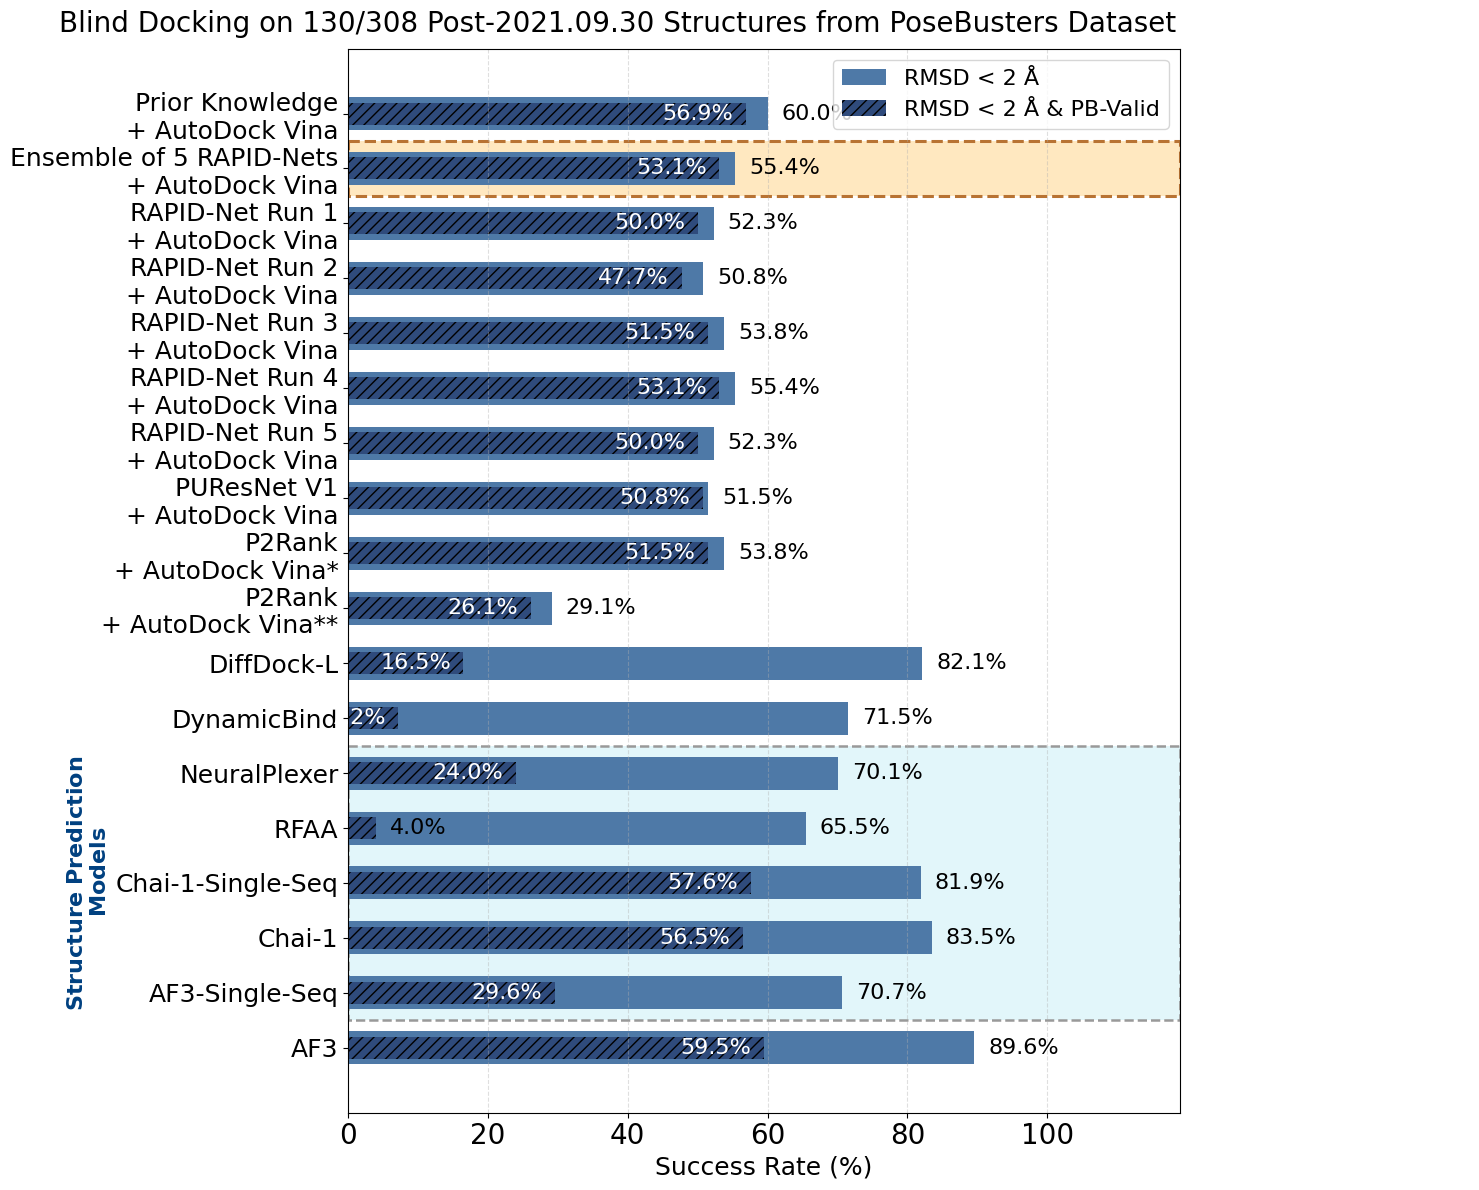 Blind Docking on 130/308 Post-2021.09.30 Structures from PoseBusters Dataset
RMSD < 2 Å
RMSD < 2 Å & PB-Valid
Prior Knowledge
+ AutoDock Vina
56.9%
60.0%
Ensemble of 5 RAPID-Nets
+ AutoDock Vina
53.1%
55.4%
RAPID-Net Run 1
+ AutoDock Vina
50.0%
52.3%
RAPID-Net Run 2
+ AutoDock Vina
47.7%
50.8%
RAPID-Net Run 3
+ AutoDock Vina
51.5%
53.8%
RAPID-Net Run 4
+ AutoDock Vina
53.1%
55.4%
RAPID-Net Run 5
+ AutoDock Vina
50.0%
52.3%
PUResNet V1
+ AutoDock Vina
50.8%
51.5%
P2Rank
+ AutoDock Vina*
51.5%
53.8%
P2Rank
+ AutoDock Vina**
26.1%
29.1%
DiffDock-L
16.5%
82.1%
DynamicBind
2%
71.5%
NeuralPlexer
24.0%
70.1%
RFAA
4.0%
65.5%
Chai-1-Single-Seq
57.6%
81.9%
Chai-1
56.5%
83.5%
AF3-Single-Seq
29.6%
70.7%
AF3
59.5%
89.6%
Structure Prediction
Models
0 20 40 60 80 100
Success Rate (%)